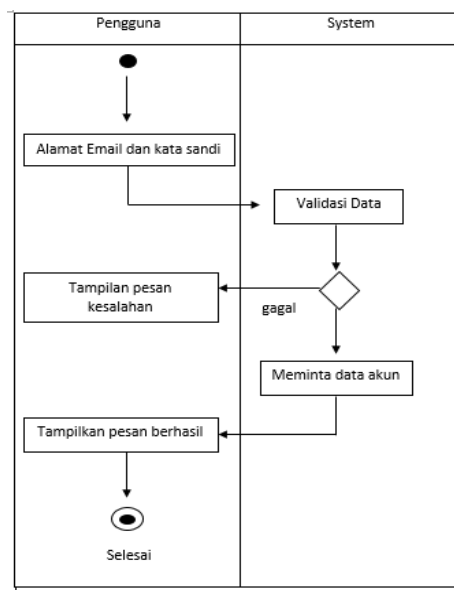 Pengguna
System
Alamat Email dan kata sandi
Validasi Data
Tampilan pesan
kesalahan
gagal
Meminta data akun
Tampilkan pesan berhasil
Selesai